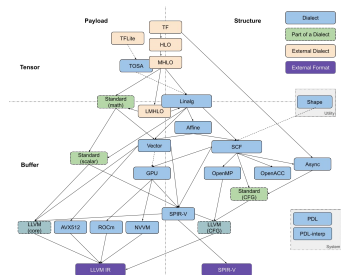 Payload
Structure
TF
TFLite
HLO
TOSA
MHLO
Tensor
Dialect
Part of a Dialect
External Dialect
External Format
Standard
(math)
LMHLO
Linalg
Shape
Utility
Affine
Vector
SCF
Standard
(scalar)
Async
GPU
OpenMP
OpenACC
Buffer
Standard
(CFG)
SPIR-V
LLVM
(core)
AVX512
ROCm
NVVM
LLVM
(CFG)
PDL
PDL-interp
System
LLVM IR
SPIR-V